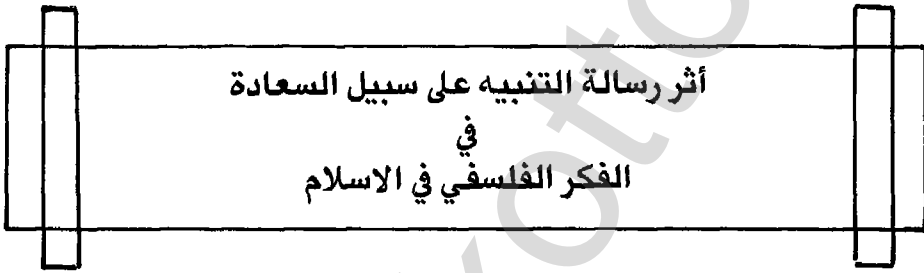 أثر رسالة التنبيه على سبيل السعادة
في
الفكر الفلسفي في الاسلام